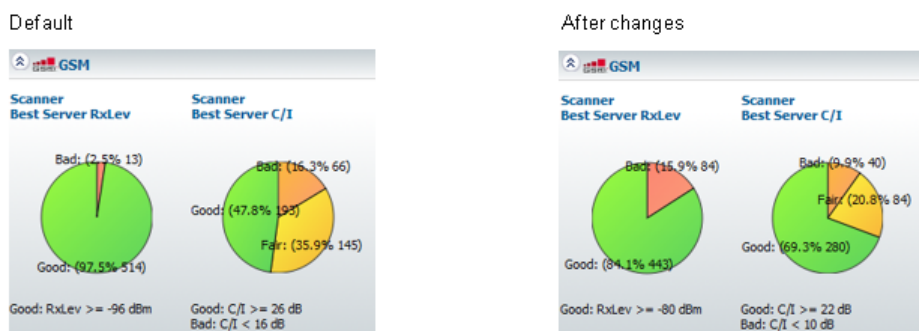 Default
GSM
Scanner
Best Server RxLev
Scanner
Best Server C/I
Bad: (2.5% 13)
Good: (97.5% 514)
Bad: (16.3% 66)
Good: (47.8% 193)
Fair: (35.9% 145)
Good: RxLev >= -96 dBm
Good: C/I >= 26 dB
Bad: C/I < 16 dB
After changes
GSM
Scanner
Best Server RxLev
Scanner
Best Server C/I
Bad: (15.9% 84)
Good: (84.1% 443)
Bad: (9.9% 40)
Fair: (20.8% 84)
Good: (69.3% 280)
Good: RxLev >= -80 dBm
Good: C/I >= 22 dB
Bad: C/I < 10 dB